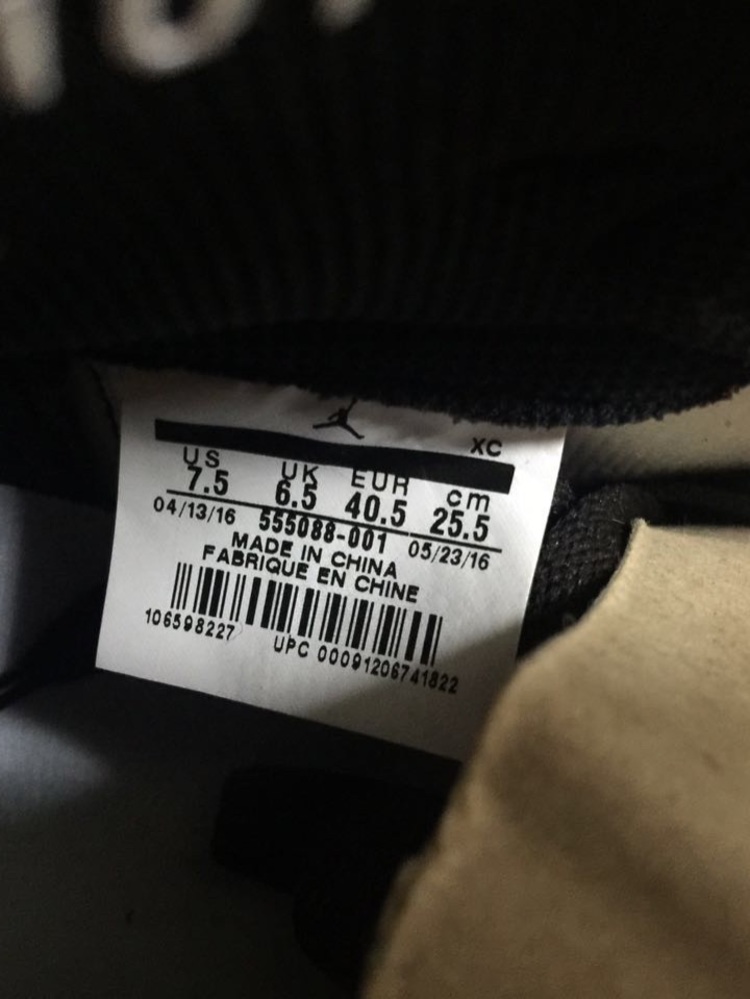 XC
US UK EUR cm
7.5 6.5 40.5 25.5
04/13/16 555088-001 05/23/16
MADE IN CHINA
FABRIQUE EN CHINE
106598227 UPC 00091206741822